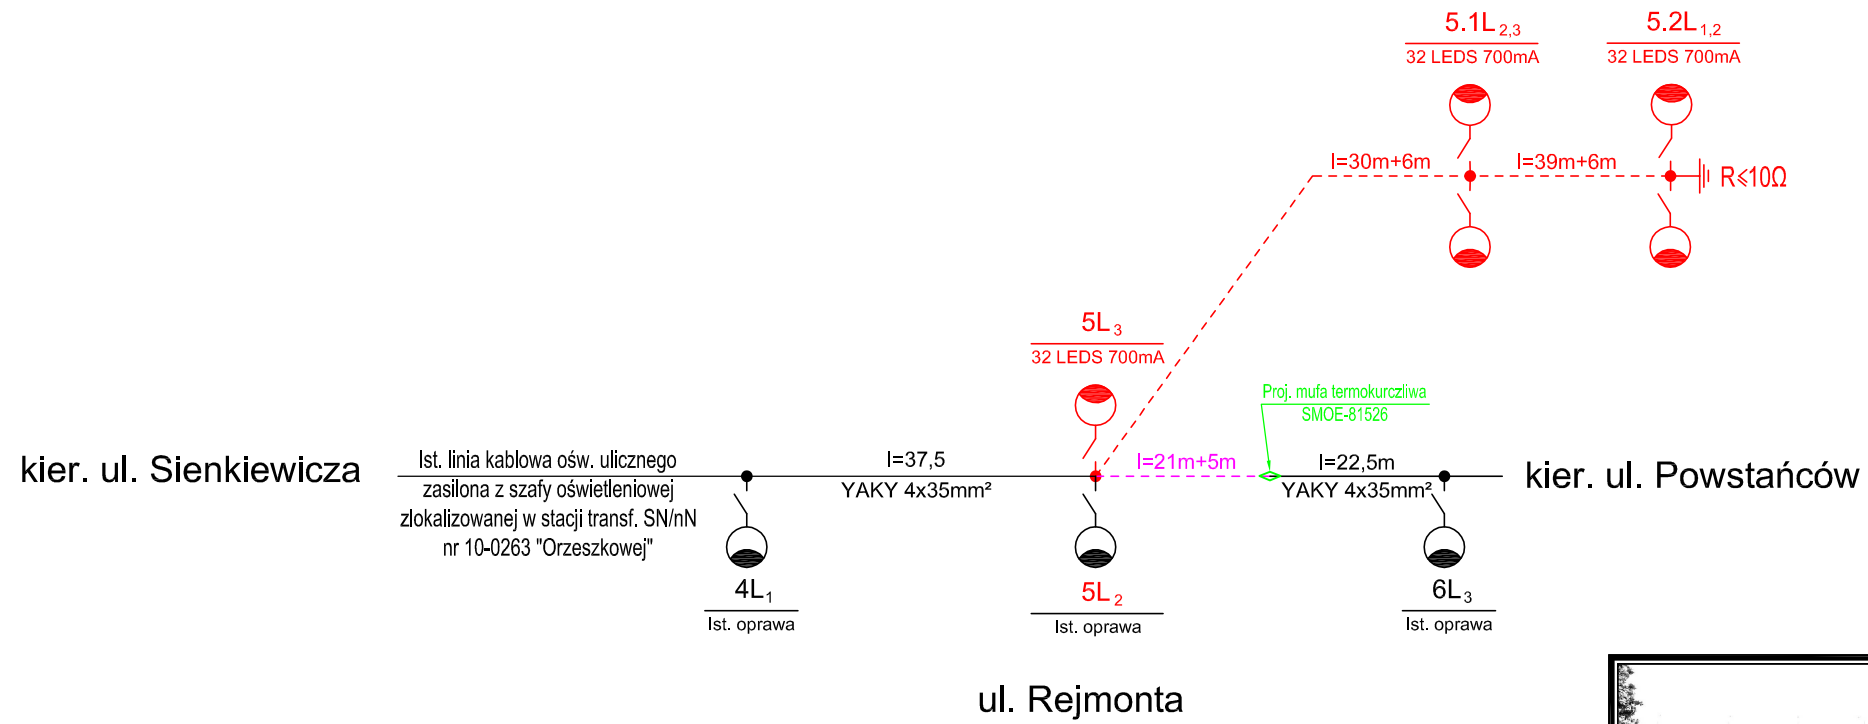 5.1L2,3
32 LEDS 700mA
5.2L1,2
32 LEDS 700mA
l=30m+6m
l=39m+6m
R≤10Ω
5L3
32 LEDS 700mA
Proj. mufa termokurczliwa
SMOE-81526
kier. ul. Sienkiewicza
Ist. linia kablowa ośw. ulicznego
zasilona z szafy oświetleniowej
zlokalizowanej w stacji transf. SN/nN
nr 10-0263 "Orzeszkowej"
l=37,5
YAKY 4x35mm²
l=21m+5m
l=22,5m
YAKY 4x35mm²
kier. ul. Powstańców
4L1
Ist. oprawa
5L2
Ist. oprawa
6L3
Ist. oprawa
ul. Rejmonta